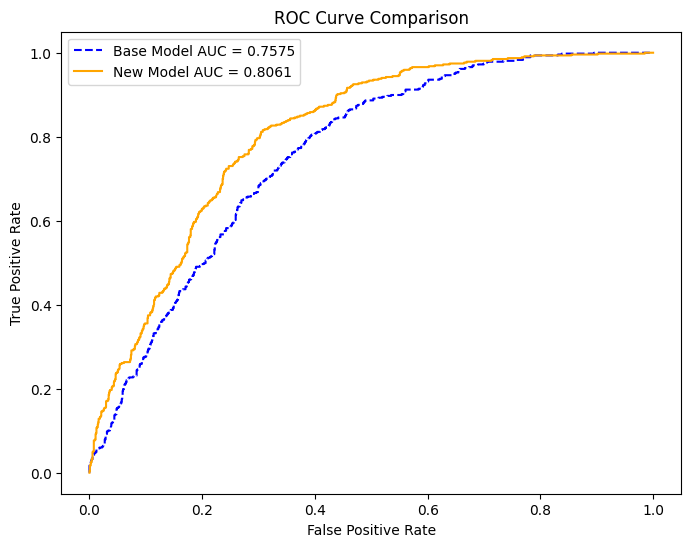 ROC Curve Comparison
Base Model AUC = 0.7575
New Model AUC = 0.8061
True Positive Rate
1.0
0.8
0.6
0.4
0.2
0.0
0.0 0.2 0.4 0.6 0.8 1.0
False Positive Rate